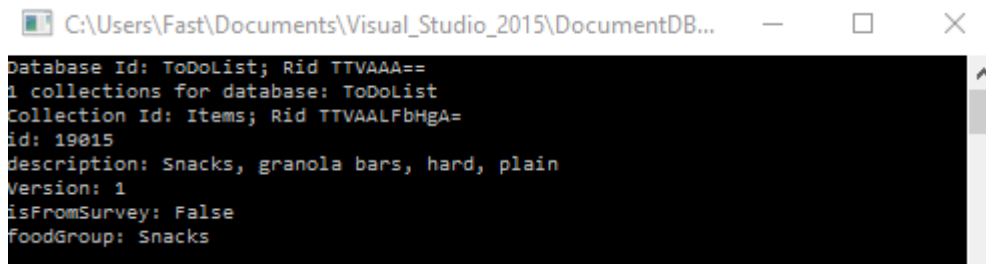 C:\Users\Fast\Documents\Visual_Studio_2015\DocumentDB...
Database Id: ToDoList; Rid TTVAAA==
1 collections for database: ToDoList
Collection Id: Items; Rid TTVAALFbHgA=
id: 19015
description: Snacks, granola bars, hard, plain
Version: 1
isFromSurvey: False
foodGroup: Snacks